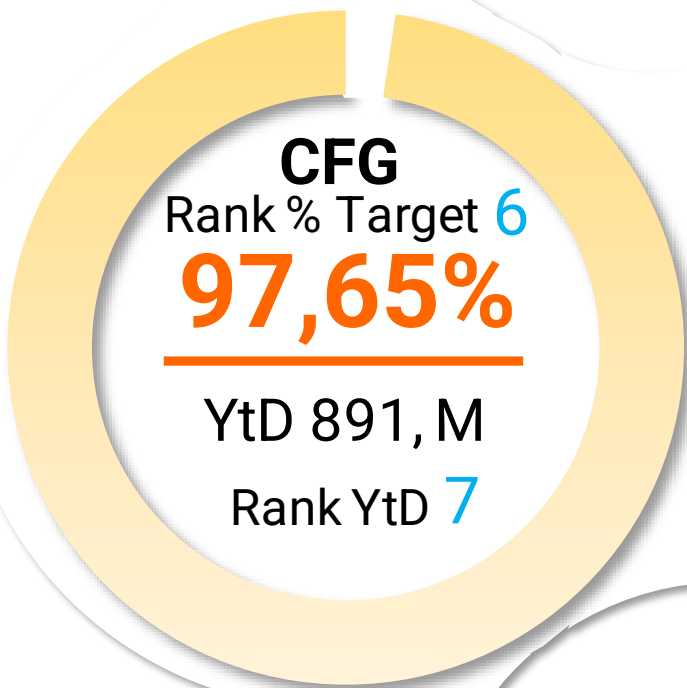 CFG
Rank % Target 6
97,65%
YtD 891, M
Rank YtD 7